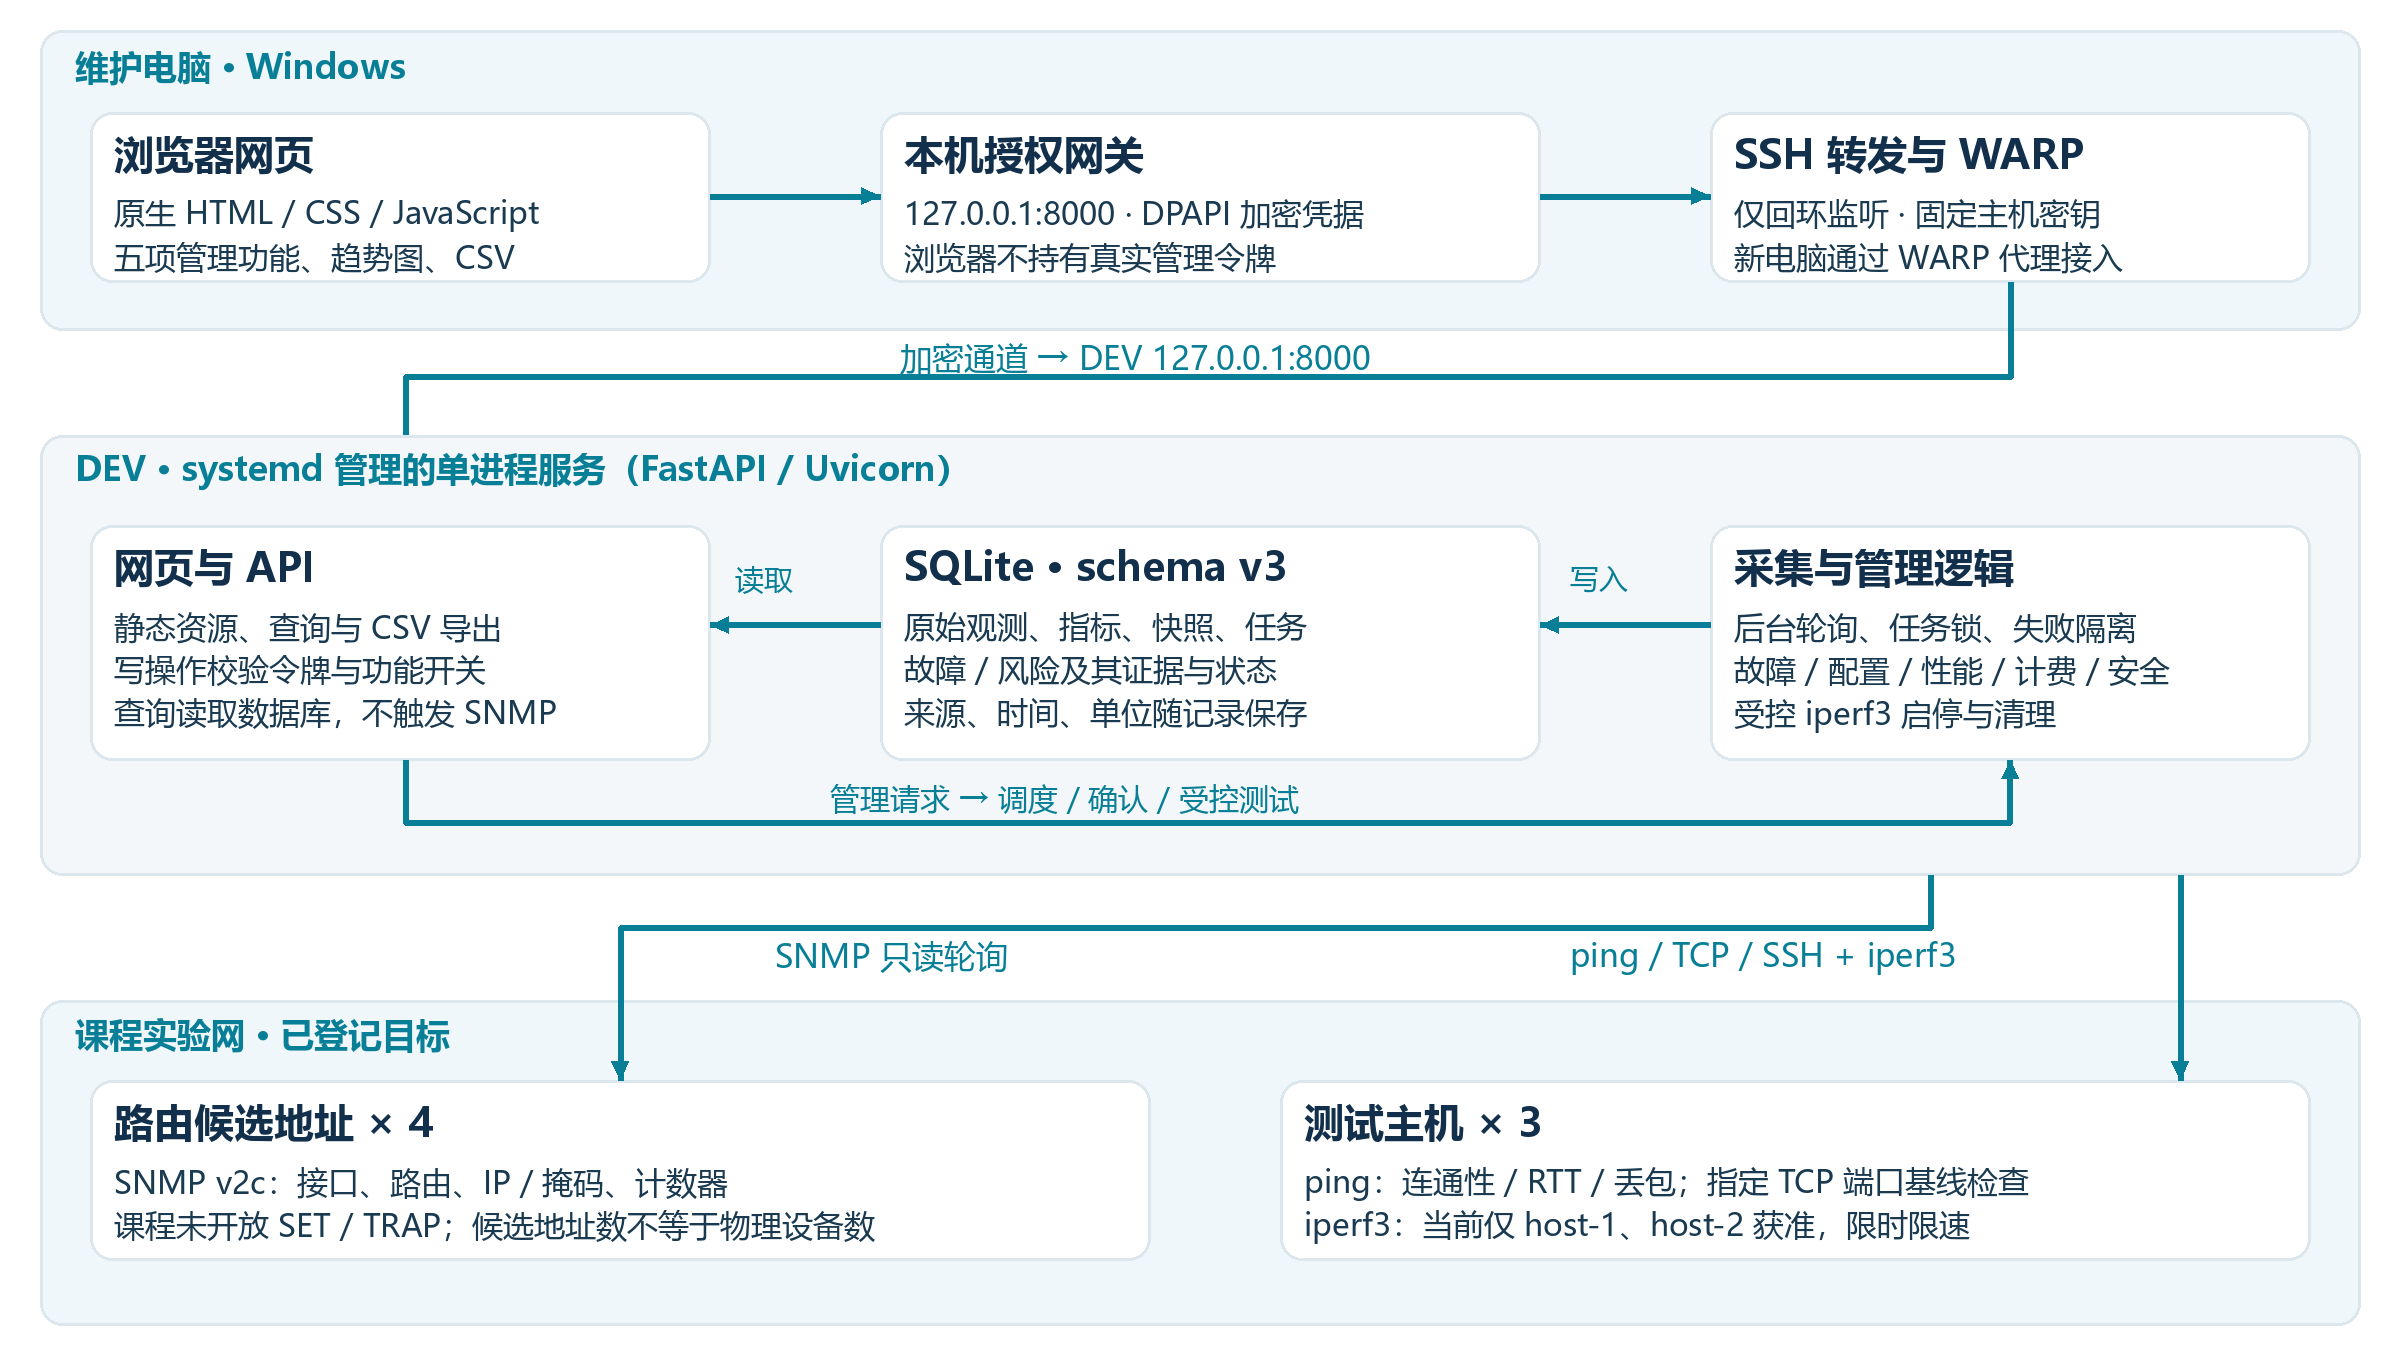 维护电脑 • Windows
浏览器网页
原生 HTML / CSS / JavaScript
五项管理功能、趋势图、CSV
本机授权网关
127.0.0.1:8000 · DPAPI 加密凭据
浏览器不持有真实管理令牌
SSH 转发与 WARP
仅回环监听 · 固定主机密钥
新电脑通过 WARP 代理接入
加密通道 → DEV 127.0.0.1:8000
DEV • systemd 管理的单进程服务（FastAPI / Uvicorn）
网页与 API
静态资源、查询与 CSV 导出
写操作校验令牌与功能开关
查询读取数据库，不触发 SNMP
读取
SQLite • schema v3
原始观测、指标、快照、任务
故障 / 风险及其证据与状态
来源、时间、单位随记录保存
写入
采集与管理逻辑
后台轮询、任务锁、失败隔离
故障 / 配置 / 性能 / 计费 / 安全
受控 iperf3 启停与清理
管理请求 → 调度 / 确认 / 受控测试
SNMP 只读轮询
ping / TCP / SSH + iperf3
课程实验网 • 已登记目标
路由候选地址 × 4
SNMP v2c：接口、路由、IP / 掩码、计数器
课程未开放 SET / TRAP；候选地址数不等于物理设备数
测试主机 × 3
ping：连通性 / RTT / 丢包；指定 TCP 端口基线检查
iperf3：当前仅 host-1、host-2 获准，限时限速